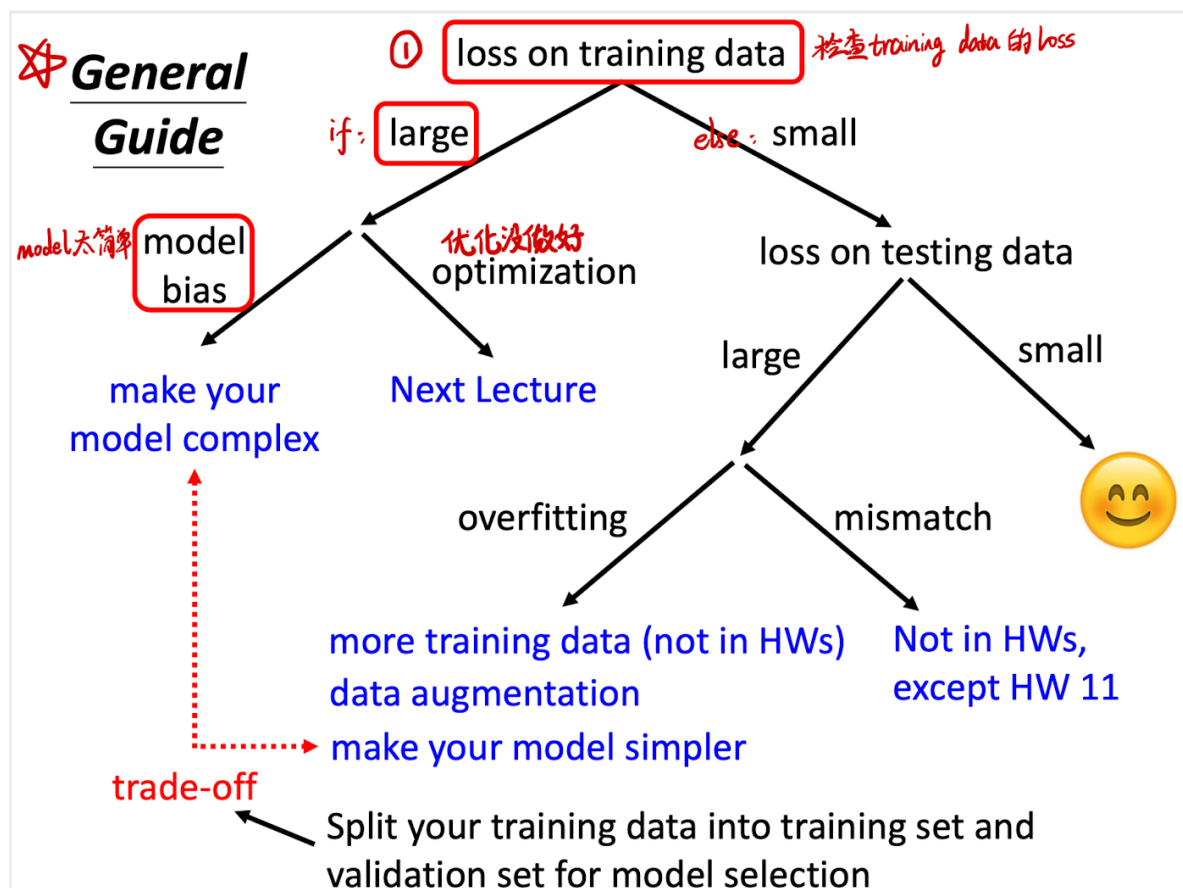 General
Guide
① loss on training data 检查training data 的loss
if: large
else: small
model太简单 model
bias
优化没做好
optimization
loss on testing data
large
small
make your
model complex
Next Lecture
overfitting
mismatch
more training data (not in HWs)
data augmentation
make your model simpler
Not in HWs,
except HW 11
trade-off
Split your training data into training set and
validation set for model selection